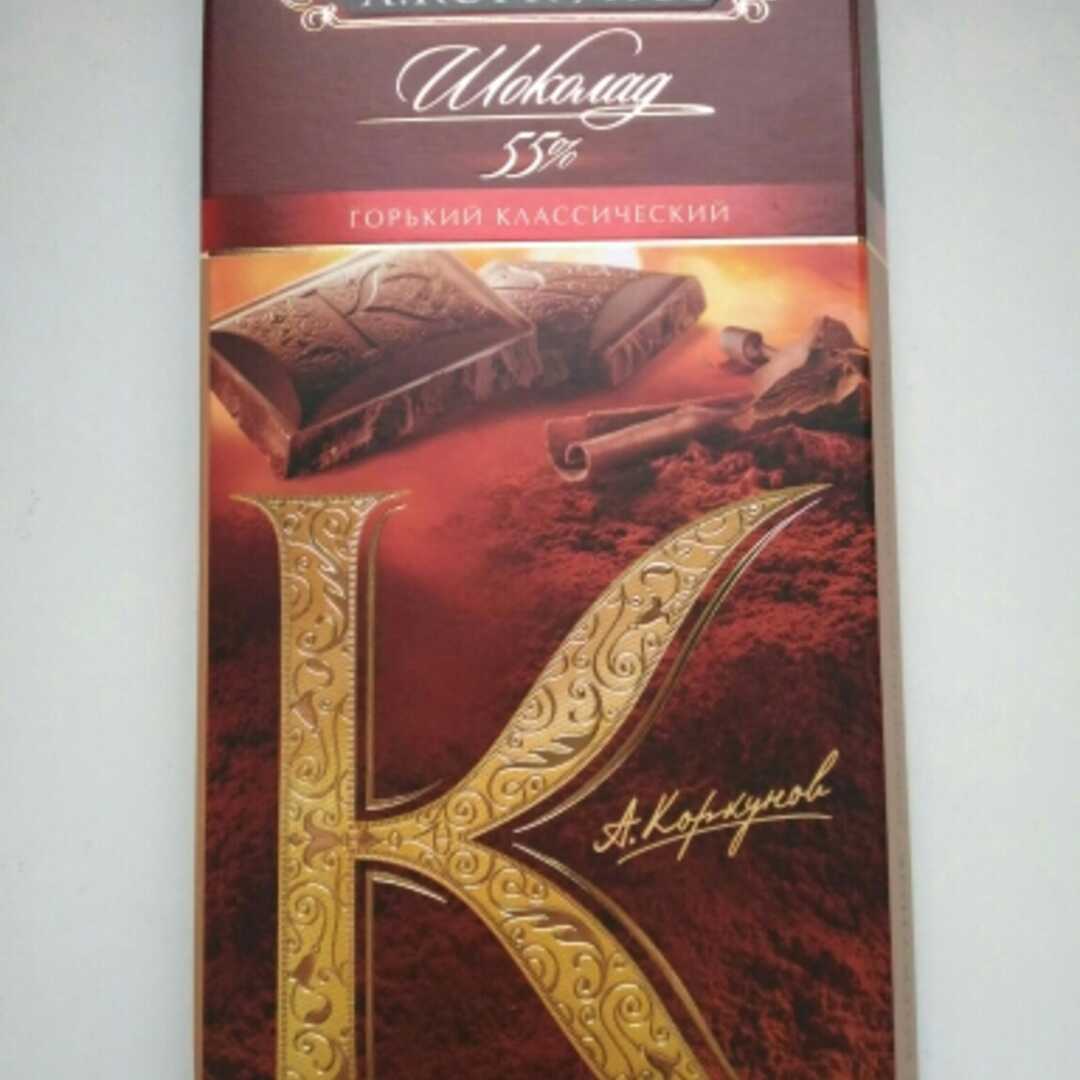 Шоколад
55%
ГОРЬКИЙ КЛАССИЧЕСКИЙ
К
А.Коркунов